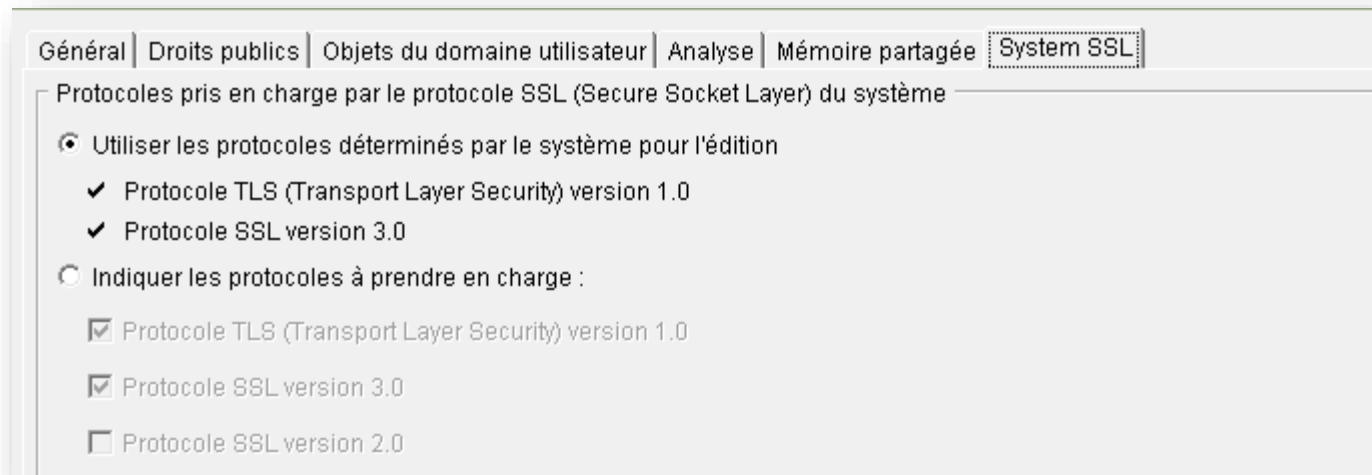 Général Droits publics Objets du domaine utilisateur Analyse Mémoire partagée System SSL
Protocoles pris en charge par le protocole SSL (Secure Socket Layer) du système
Utiliser les protocoles déterminés par le système pour l'édition
Protocole TLS (Transport Layer Security) version 1.0
Protocole SSL version 3.0
Indiquer les protocoles à prendre en charge :
Protocole TLS (Transport Layer Security) version 1.0
Protocole SSL version 3.0
Protocole SSL version 2.0